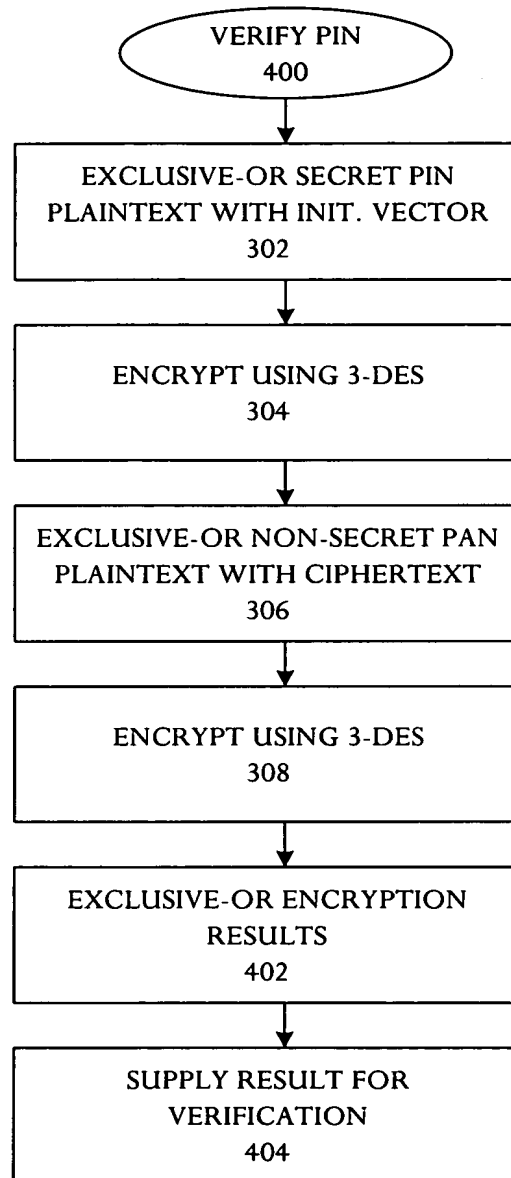 VERIFY PIN
400
EXCLUSIVE-OR SECRET PIN
PLAINTEXT WITH INIT. VECTOR
302
ENCRYPT USING 3-DES
304
EXCLUSIVE-OR NON-SECRET PAN
PLAINTEXT WITH CIPHERTEXT
306
ENCRYPT USING 3-DES
308
EXCLUSIVE-OR ENCRYPTION
RESULTS
402
SUPPLY RESULT FOR
VERIFICATION
404